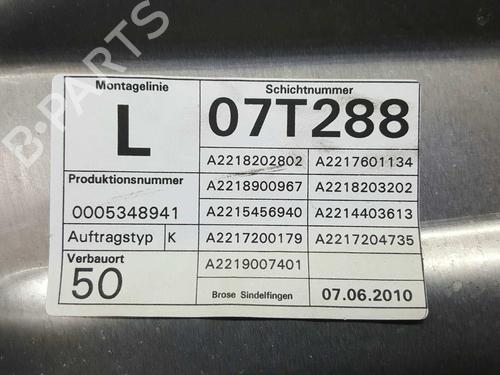 Montagelinie
L
Schichtnummer
07T288
A2218202802 A2217601134
Produktionsnummer
A2218900967 A2218203202
0005348941
A2215456940 A2214403613
Auftragstyp K
A2217200179 A2217204735
Verbauort
50
A2219007401
Brose Sindelfingen 07.06.2010
B-PARTS